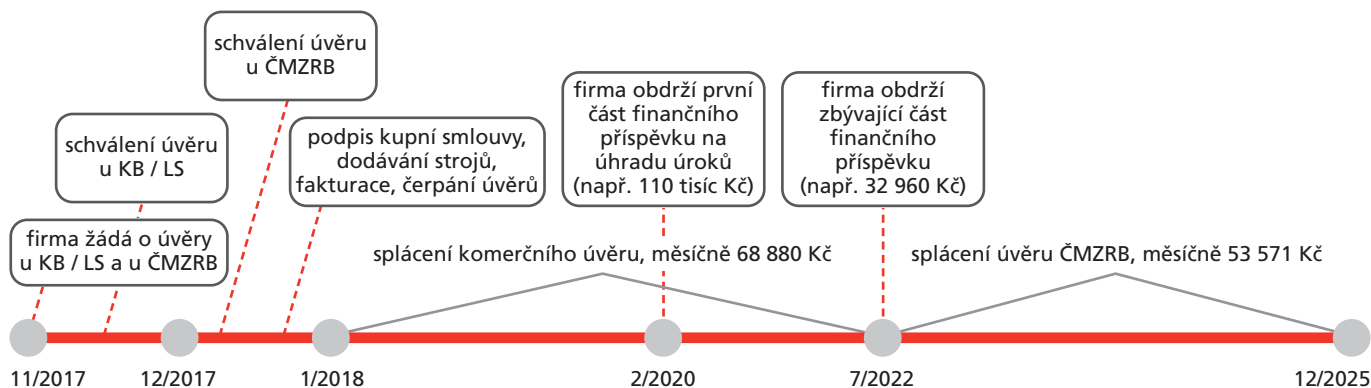 schválení úvěru
u ČMZRB
schválení úvěru
u KB / LS
firma žádá o úvěry
u KB / LS a u ČMZRB
podpis kupní smlouvy,
dodávání strojů,
fakturace, čerpání úvěrů
firma obdrží první
část finančního
příspěvku na
úhradu úroků
(např. 110 tisíc Kč)
firma obdrží
zbývající část
finančního
příspěvku
(např. 32 960 Kč)
splácení komerčního úvěru, měsíčně 68 880 Kč
splácení úvěru ČMZRB, měsíčně 53 571 Kč
11/2017
12/2017
1/2018
2/2020
7/2022
12/2025